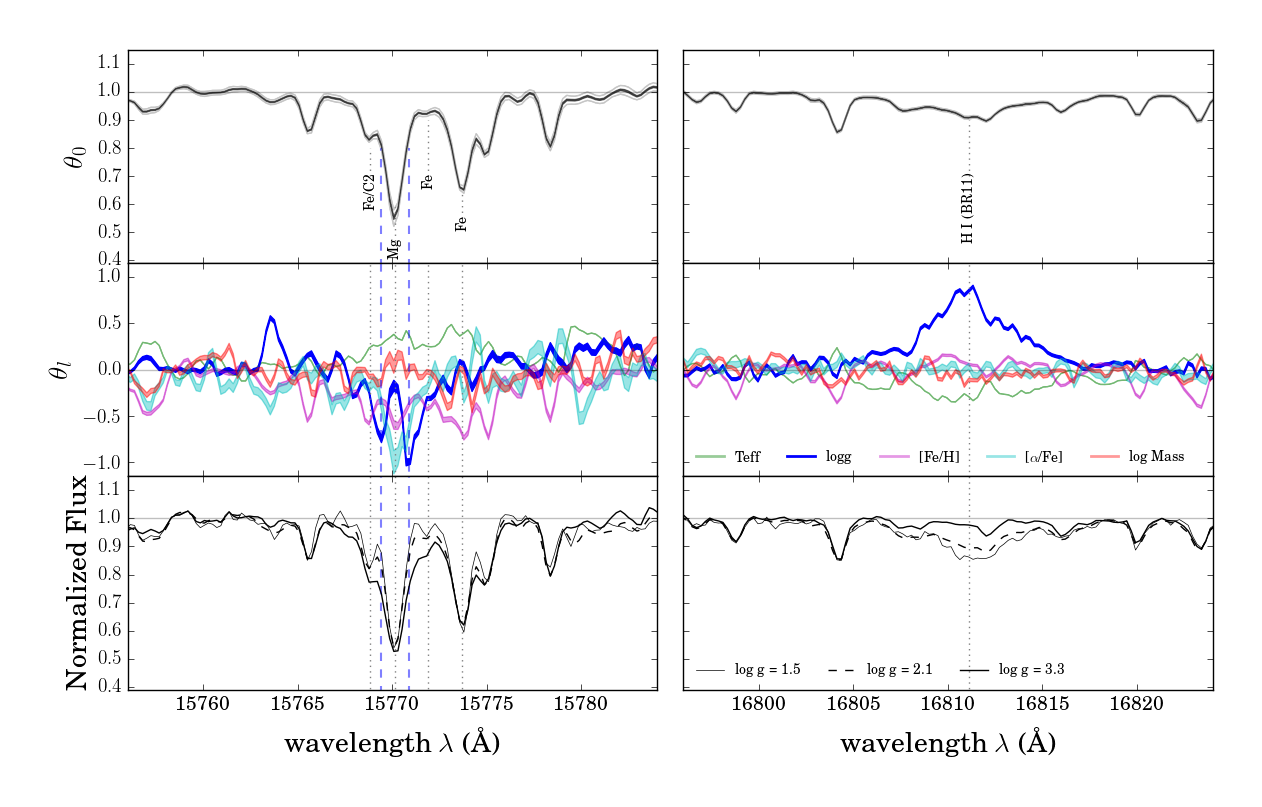 1.1
1.0
0.9
0.8
0.7
0.6
0.5
0.4
θ0
Fe/C2
Mg
Fe
Fe
H I (BR11)
1.0
0.5
0.0
−0.5
−1.0
θl
Teff
logg
[Fe/H]
[α/Fe]
log Mass
1.1
1.0
0.9
0.8
0.7
0.6
0.5
0.4
Normalized Flux
log g = 1.5
log g = 2.1
log g = 3.3
15760 15765 15770 15775 15780
16800 16805 16810 16815 16820
wavelength λ (Å)
wavelength λ (Å)